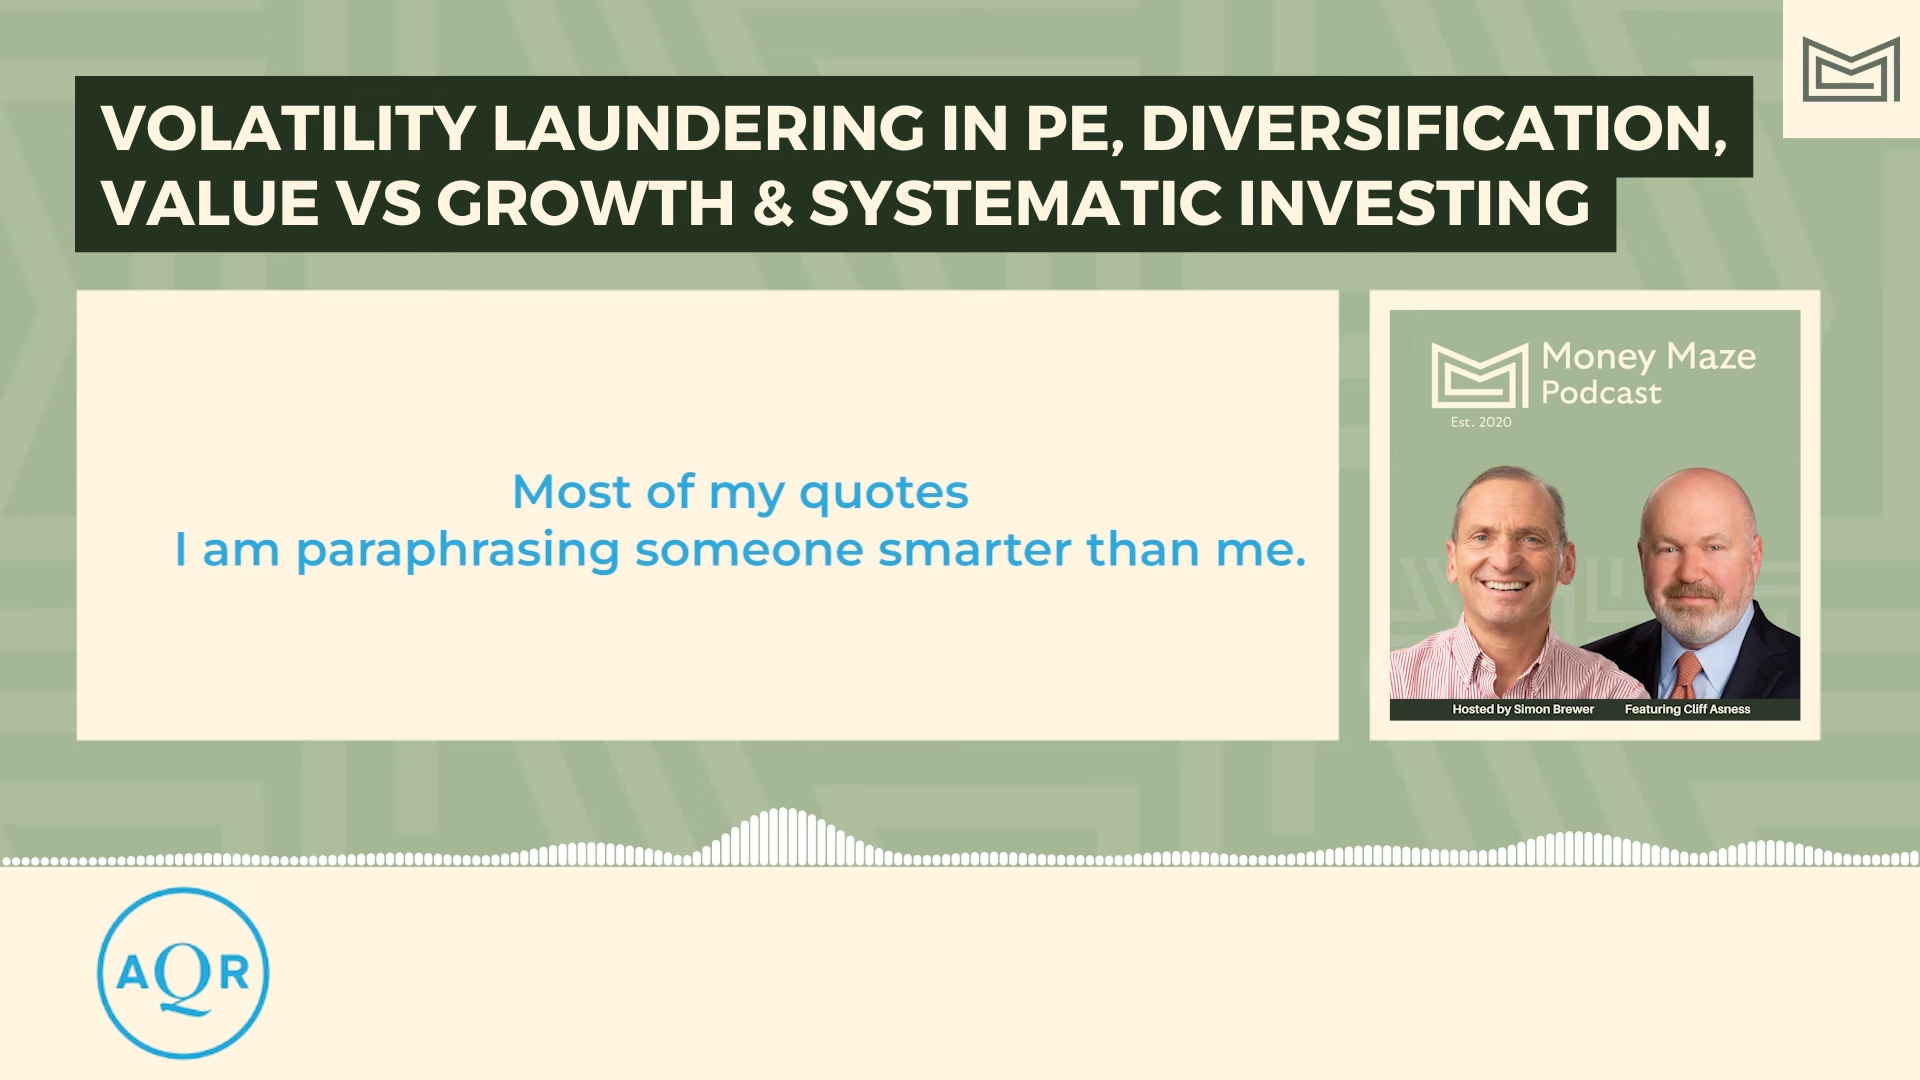 VOLATILITY LAUNDERING IN PE, DIVERSIFICATION,
VALUE VS GROWTH & SYSTEMATIC INVESTING
Most of my quotes
I am paraphrasing someone smarter than me.
Money Maze
Podcast
Est. 2020
Hosted by Simon Brewer
Featuring Cliff Asness
AQR